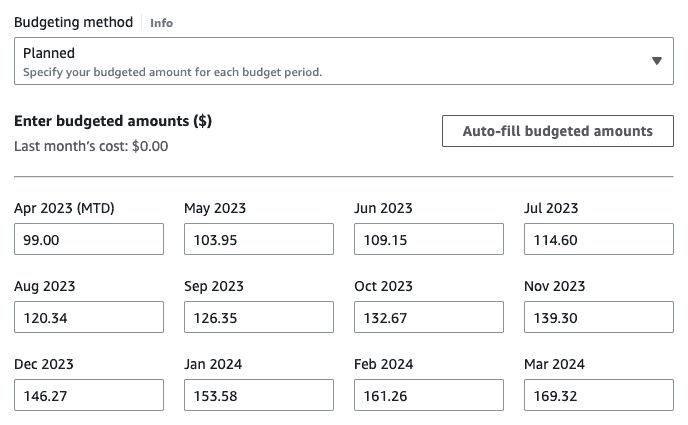 Budgeting method Info
Planned
Specify your budgeted amount for each budget period.
Enter budgeted amounts ($)
Last month's cost: $0.00
Auto-fill budgeted amounts
Apr 2023 (MTD) May 2023 Jun 2023 Jul 2023
99.00 103.95 109.15 114.60
Aug 2023 Sep 2023 Oct 2023 Nov 2023
120.34 126.35 132.67 139.30
Dec 2023 Jan 2024 Feb 2024 Mar 2024
146.27 153.58 161.26 169.32